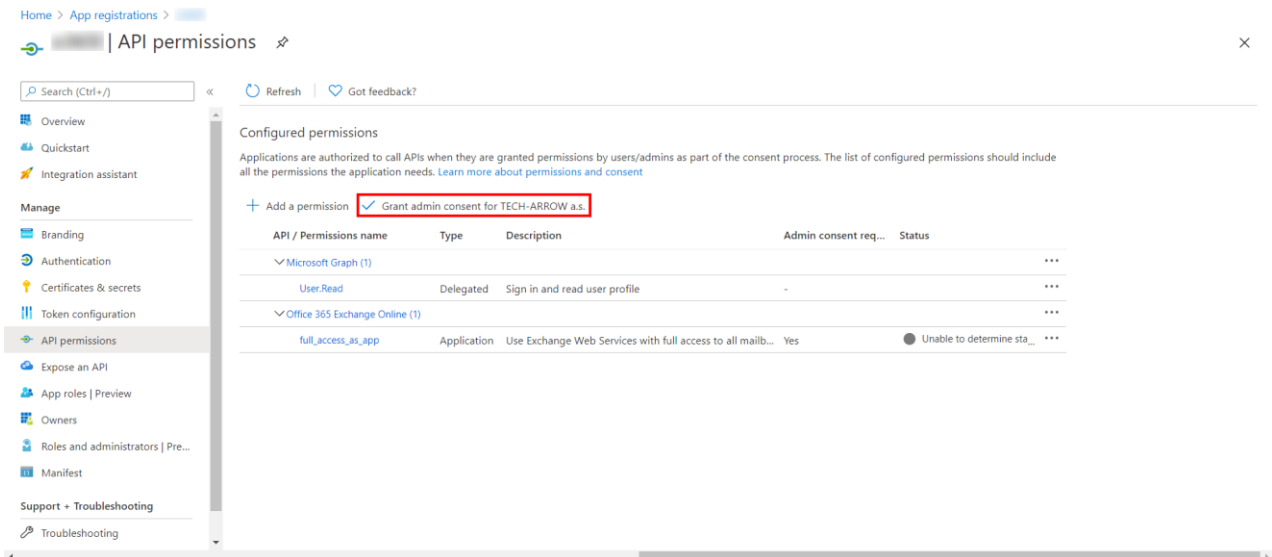 Home > App registrations >
| API permissions
Search (Ctrl+/)
«
Refresh
Got feedback?
Overview
Quickstart
Integration assistant
Manage
Branding
Authentication
Certificates & secrets
Token configuration
API permissions
Expose an API
App roles | Preview
Owners
Roles and administrators | Pre...
Manifest
Support + Troubleshooting
Troubleshooting
Configured permissions
Applications are authorized to call APIs when they are granted permissions by users/admins as part of the consent process. The list of configured permissions should include
all the permissions the application needs. Learn more about permissions and consent
+ Add a permission ✓ Grant admin consent for TECH-ARROW a.s.
API / Permissions name Type Description Admin consent req... Status
Microsoft Graph (1) ...
User.Read Delegated Sign in and read user profile - ...
Office 365 Exchange Online (1) ...
full_access_as_app Application Use Exchange Web Services with full access to all mailb... Yes Unable to determine sta... ...